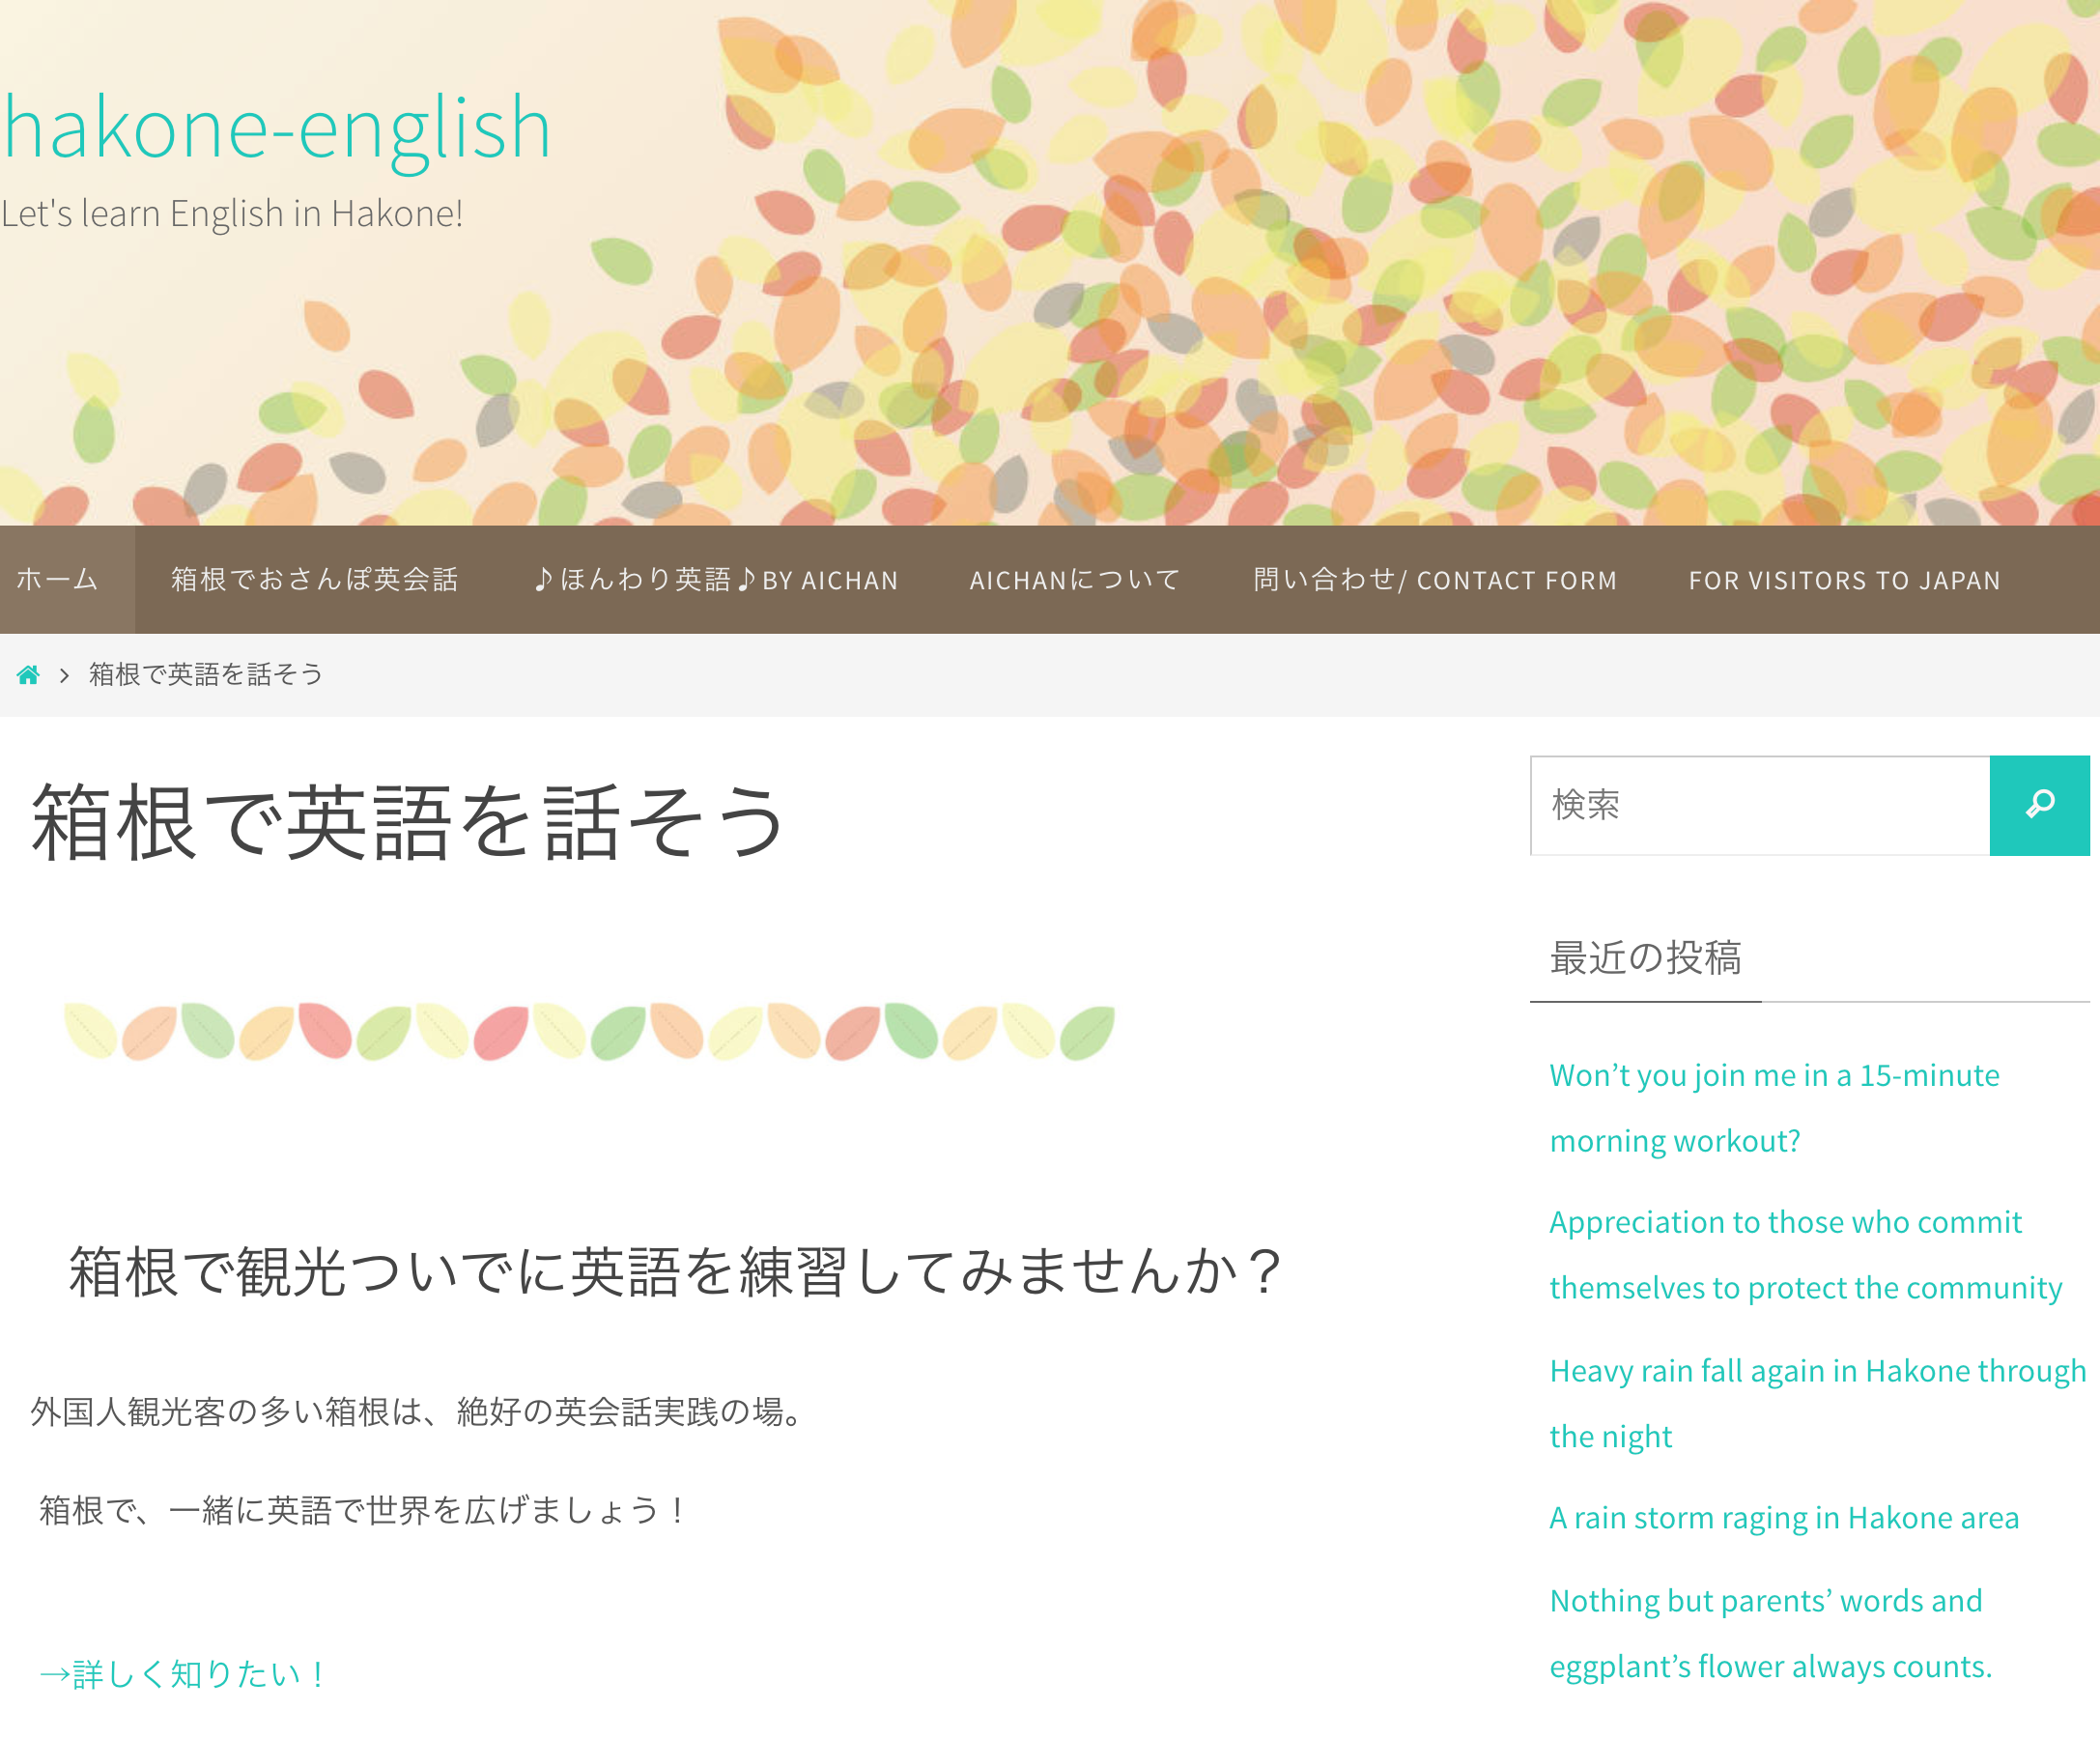 hakone-english
Let's learn English in Hakone!
ホーム
箱根でおさんぽ英会話
♪ほんわり英語♪BY AICHAN
AICHANについて
問い合わせ/ CONTACT FORM
FOR VISITORS TO JAPAN
箱根で英語を話そう
箱根で英語を話そう
箱根で観光ついでに英語を練習してみませんか？
外国人観光客の多い箱根は、絶好の英会話実践の場。
箱根で、一緒に英語で世界を広げましょう！
→詳しく知りたい！
検索
最近の投稿
Won’t you join me in a 15-minute
morning workout?
Appreciation to those who commit
themselves to protect the community
Heavy rain fall again in Hakone through
the night
A rain storm raging in Hakone area
Nothing but parents’ words and
eggplant’s flower always counts.